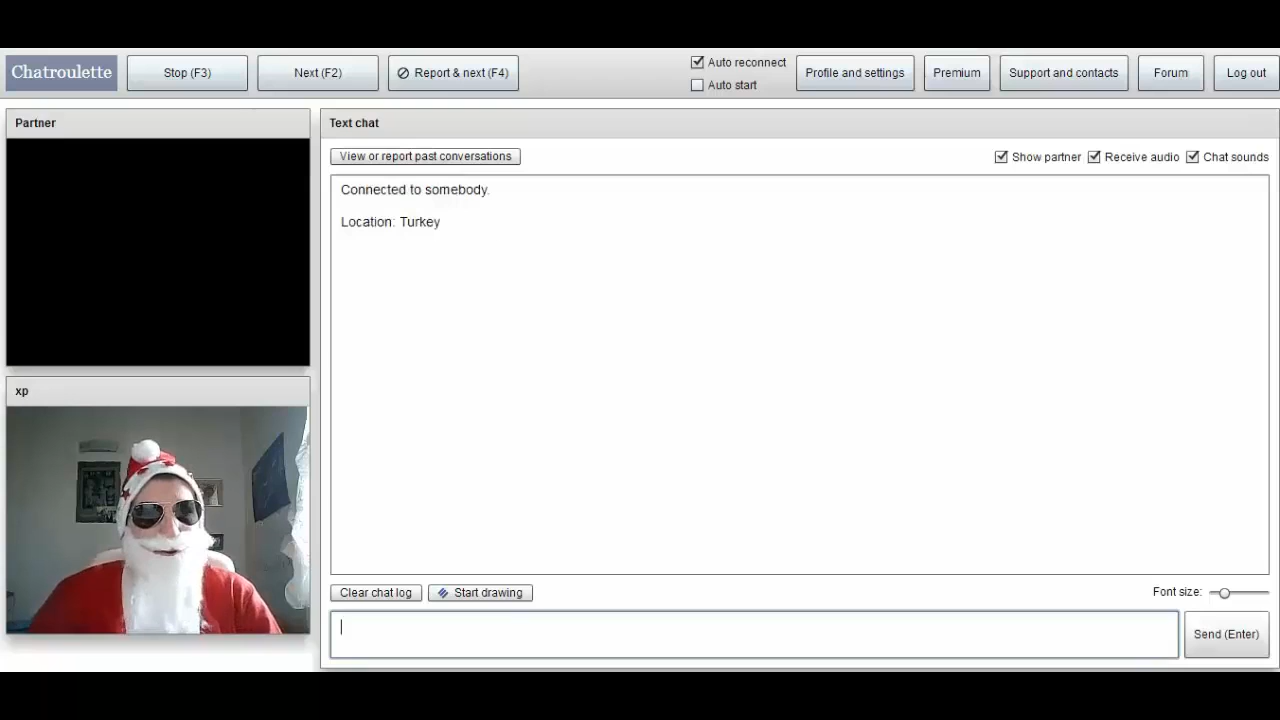 Chatroulette
Stop (F3)
Next (F2)
Report & next (F4)
Auto reconnect
Auto start
Profile and settings
Premium
Support and contacts
Forum
Log out
Partner
Text chat
View or report past conversations
Show partner
Receive audio
Chat sounds
Connected to somebody.
Location: Turkey
xp
Clear chat log
Start drawing
Font size:
Send (Enter)